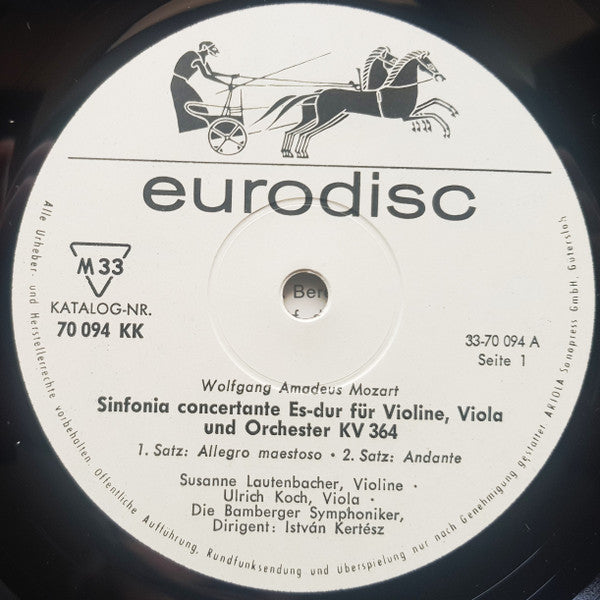 eurodisc
M 33
KATALOG-NR.
70 094 KK
Ber
33-70 094 A
Seite 1
Wolfgang Amadeus Mozart
Sinfonia concertante Es-dur für Violine, Viola
und Orchester KV 364
1. Satz: Allegro maestoso • 2. Satz: Andante
Susanne Lautenbacher, Violine •
Ulrich Koch, Viola •
Die Bamberger Symphoniker,
Dirigent: István Kertész
Alle Urheber- und Herstellerrechte vorbehalten. Öffentliche Aufführung, Rundfunksendung und Überspielung nur nach Genehmigung gestattet. ARIOLA Sonopress GmbH, Gütersloh